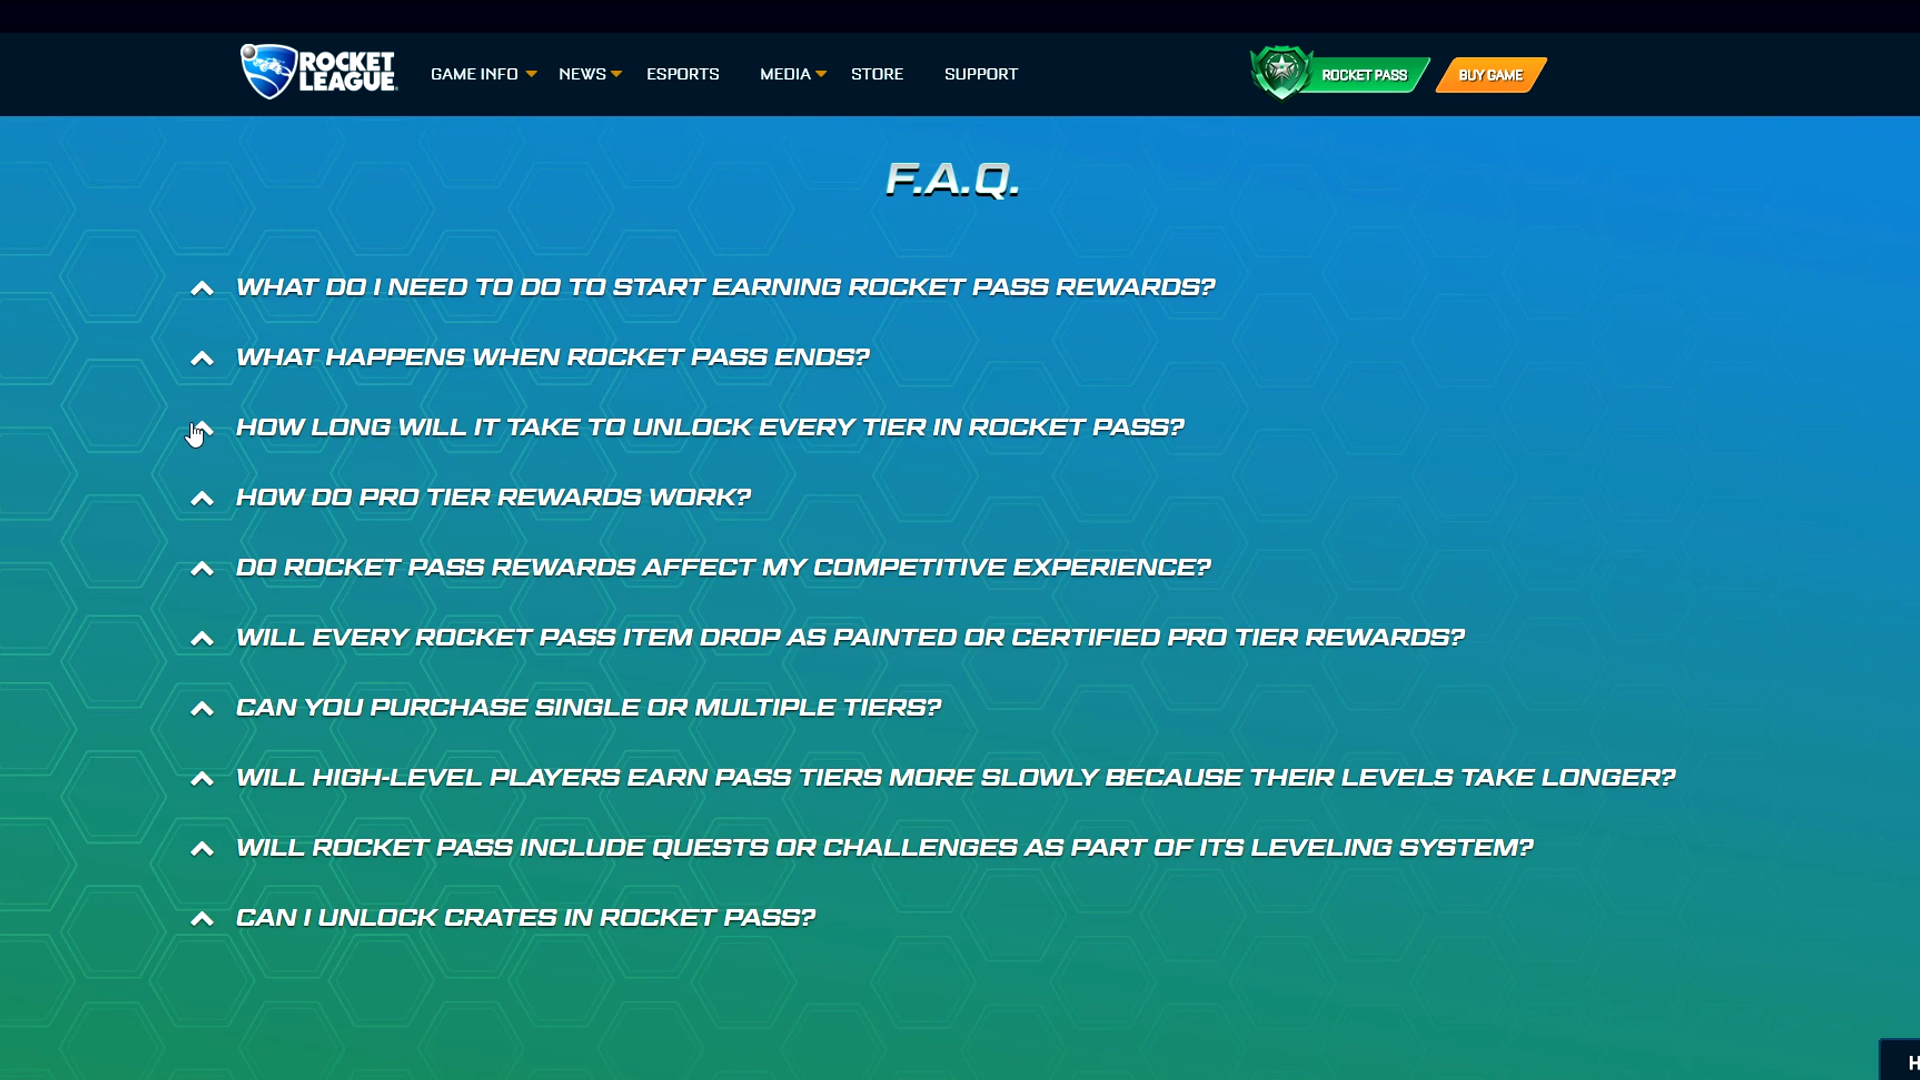 ROCKET LEAGUE
GAME INFO
NEWS
ESPORTS
MEDIA
STORE
SUPPORT
ROCKET PASS
BUY GAME
F.A.Q.
WHAT DO I NEED TO DO TO START EARNING ROCKET PASS REWARDS?
WHAT HAPPENS WHEN ROCKET PASS ENDS?
HOW LONG WILL IT TAKE TO UNLOCK EVERY TIER IN ROCKET PASS?
HOW DO PRO TIER REWARDS WORK?
DO ROCKET PASS REWARDS AFFECT MY COMPETITIVE EXPERIENCE?
WILL EVERY ROCKET PASS ITEM DROP AS PAINTED OR CERTIFIED PRO TIER REWARDS?
CAN YOU PURCHASE SINGLE OR MULTIPLE TIERS?
WILL HIGH-LEVEL PLAYERS EARN PASS TIERS MORE SLOWLY BECAUSE THEIR LEVELS TAKE LONGER?
WILL ROCKET PASS INCLUDE QUESTS OR CHALLENGES AS PART OF ITS LEVELING SYSTEM?
CAN I UNLOCK CRATES IN ROCKET PASS?